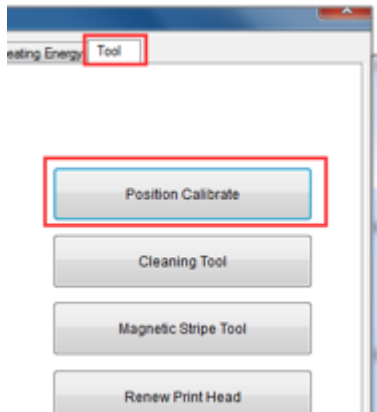 eating Energy Tool
Position Calibrate
Cleaning Tool
Magnetic Stripe Tool
Renew Print Head